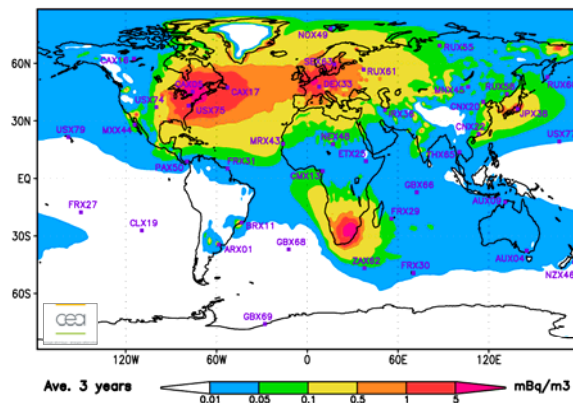 NOX49
60N
30N
EQ
30S
60S
RUX55
CAX16
SEX63
RUX61
DEX33
CAX17
USX74
USX75
MNX45
RUX58
RUX60
CNX20
JPX38
IRX36
CNX22
USX79
MXX44
MRX43
NEX48
ETX25
THX65
USX77
PAX50
FRX31
CMX13
GBX66
FRX27
FRX29
AUX09
CLX19
BRX11
ARX01
GBX68
ZAX62
FRX30
AUX04
NZX46
GBX69
cea
120W 60W 0 60E 120E
Ave. 3 years
0.01 0.05 0.1 0.5 1 5
mBq/m3